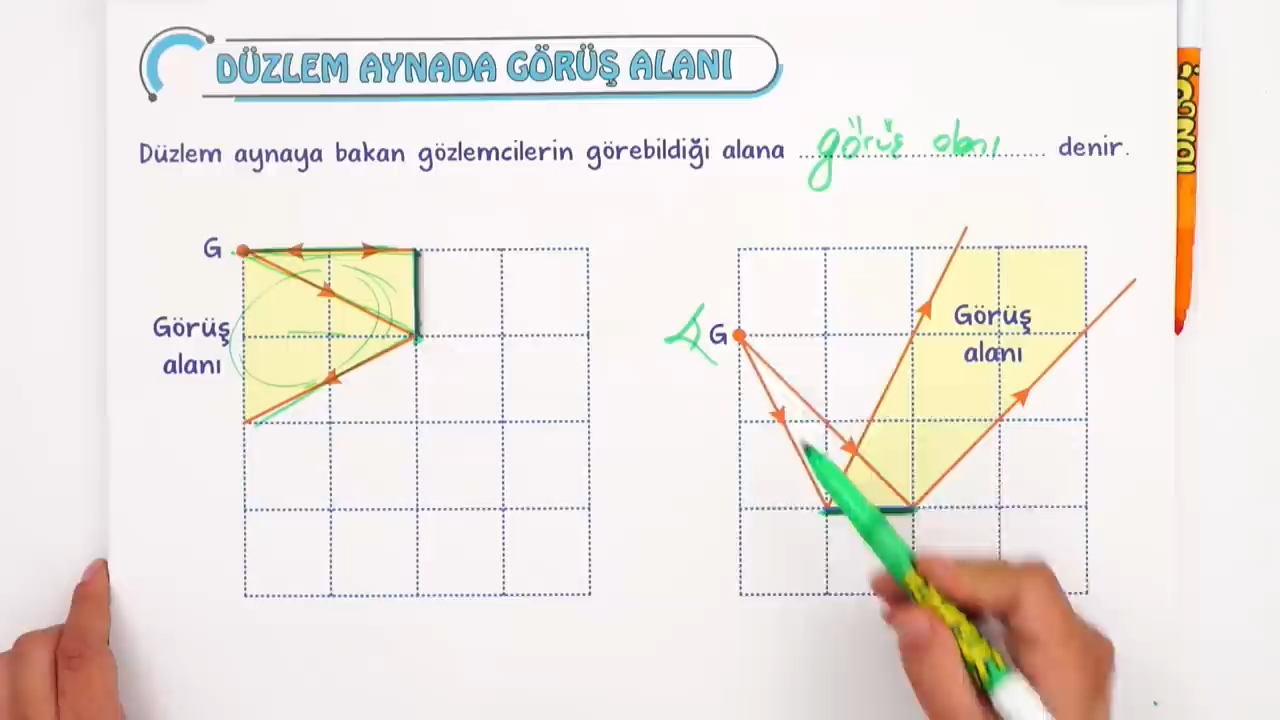 DÜZLEM AYNADA GÖRÜŞ ALANI
Düzlem aynaya bakan gözlemcilerin görebildiği alana görüş alanı denir.
G
Görüş
alanı
G
Görüş
alanı